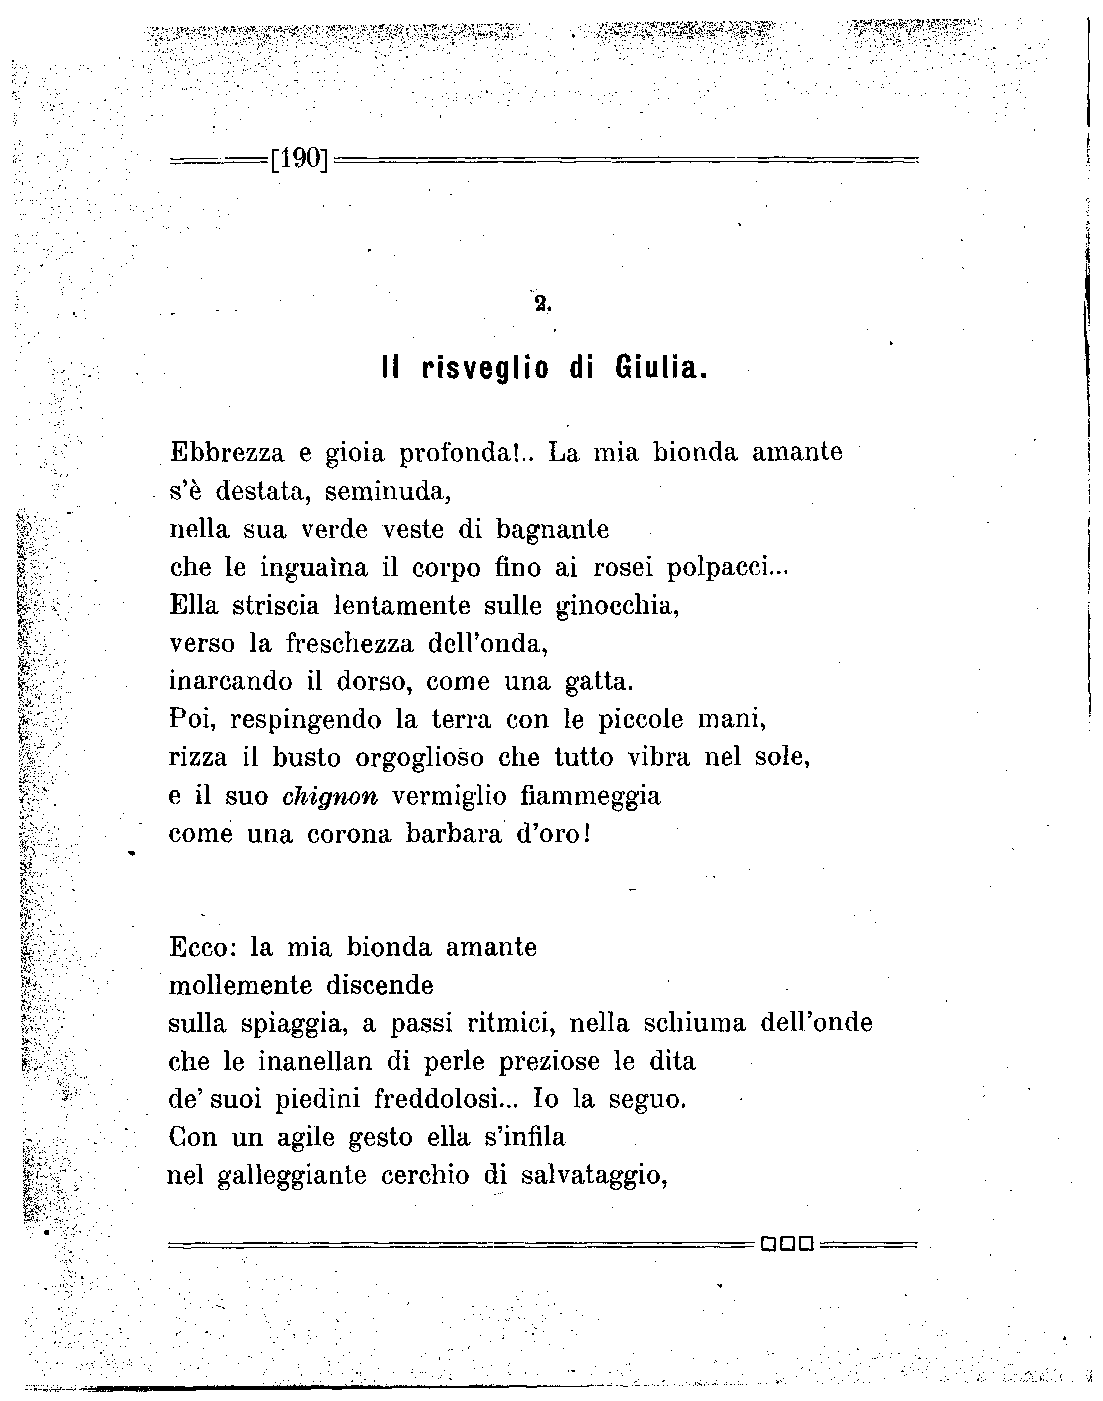 [190]
2.
Il risveglio di Giulia.
Ebbrezza e gioia profonda!.. La mia bionda amante
s'è destata, seminuda,
nella sua verde veste di bagnante
che le inguaìna il corpo fino ai rosei polpacci...
Ella striscia lentamente sulle ginocchia,
verso la freschezza dell'onda,
inarcando il dorso, come una gatta.
Poi, respingendo la terra con le piccole mani,
rizza il busto orgoglioso che tutto vibra nel sole,
e il suo chignon vermiglio fiammeggia
come una corona barbara d'oro!
Ecco: la mia bionda amante
mollemente discende
sulla spiaggia, a passi ritmici, nella schiuma dell'onde
che le inanellan di perle preziose le dita
de' suoi piedini freddolosi... Io la seguo.
Con un agile gesto ella s'infila
nel galleggiante cerchio di salvataggio,